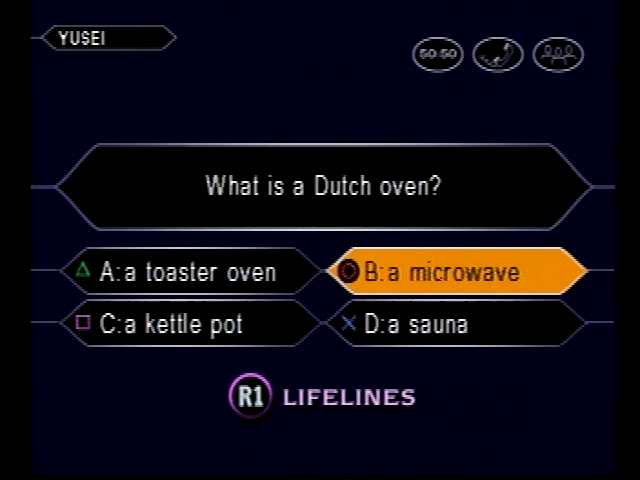 YUSEI
50:50
What is a Dutch oven?
A: a toaster oven
B: a microwave
C: a kettle pot
D: a sauna
R1 LIFELINES